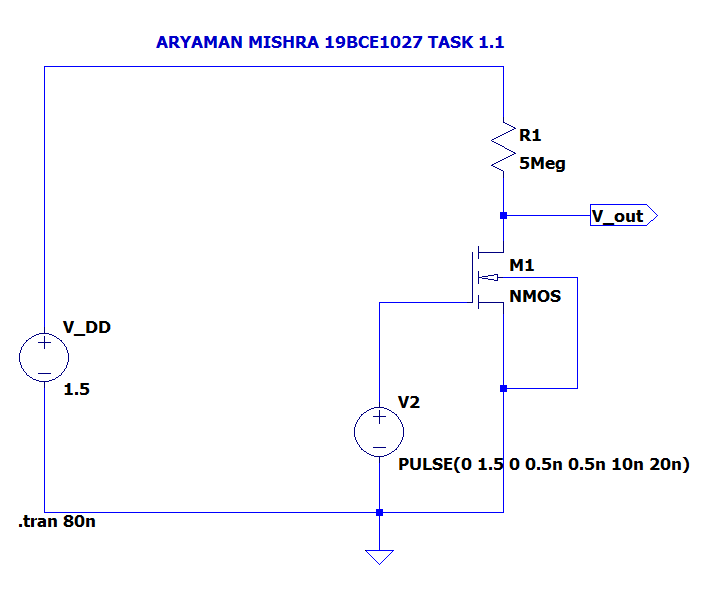 ARYAMAN MISHRA 19BCE1027 TASK 1.1
R1
5Meg
V_out
M1
NMOS
V_DD
1.5
V2
PULSE(0 1.5 0 0.5n 0.5n 10n 20n)
.tran 80n